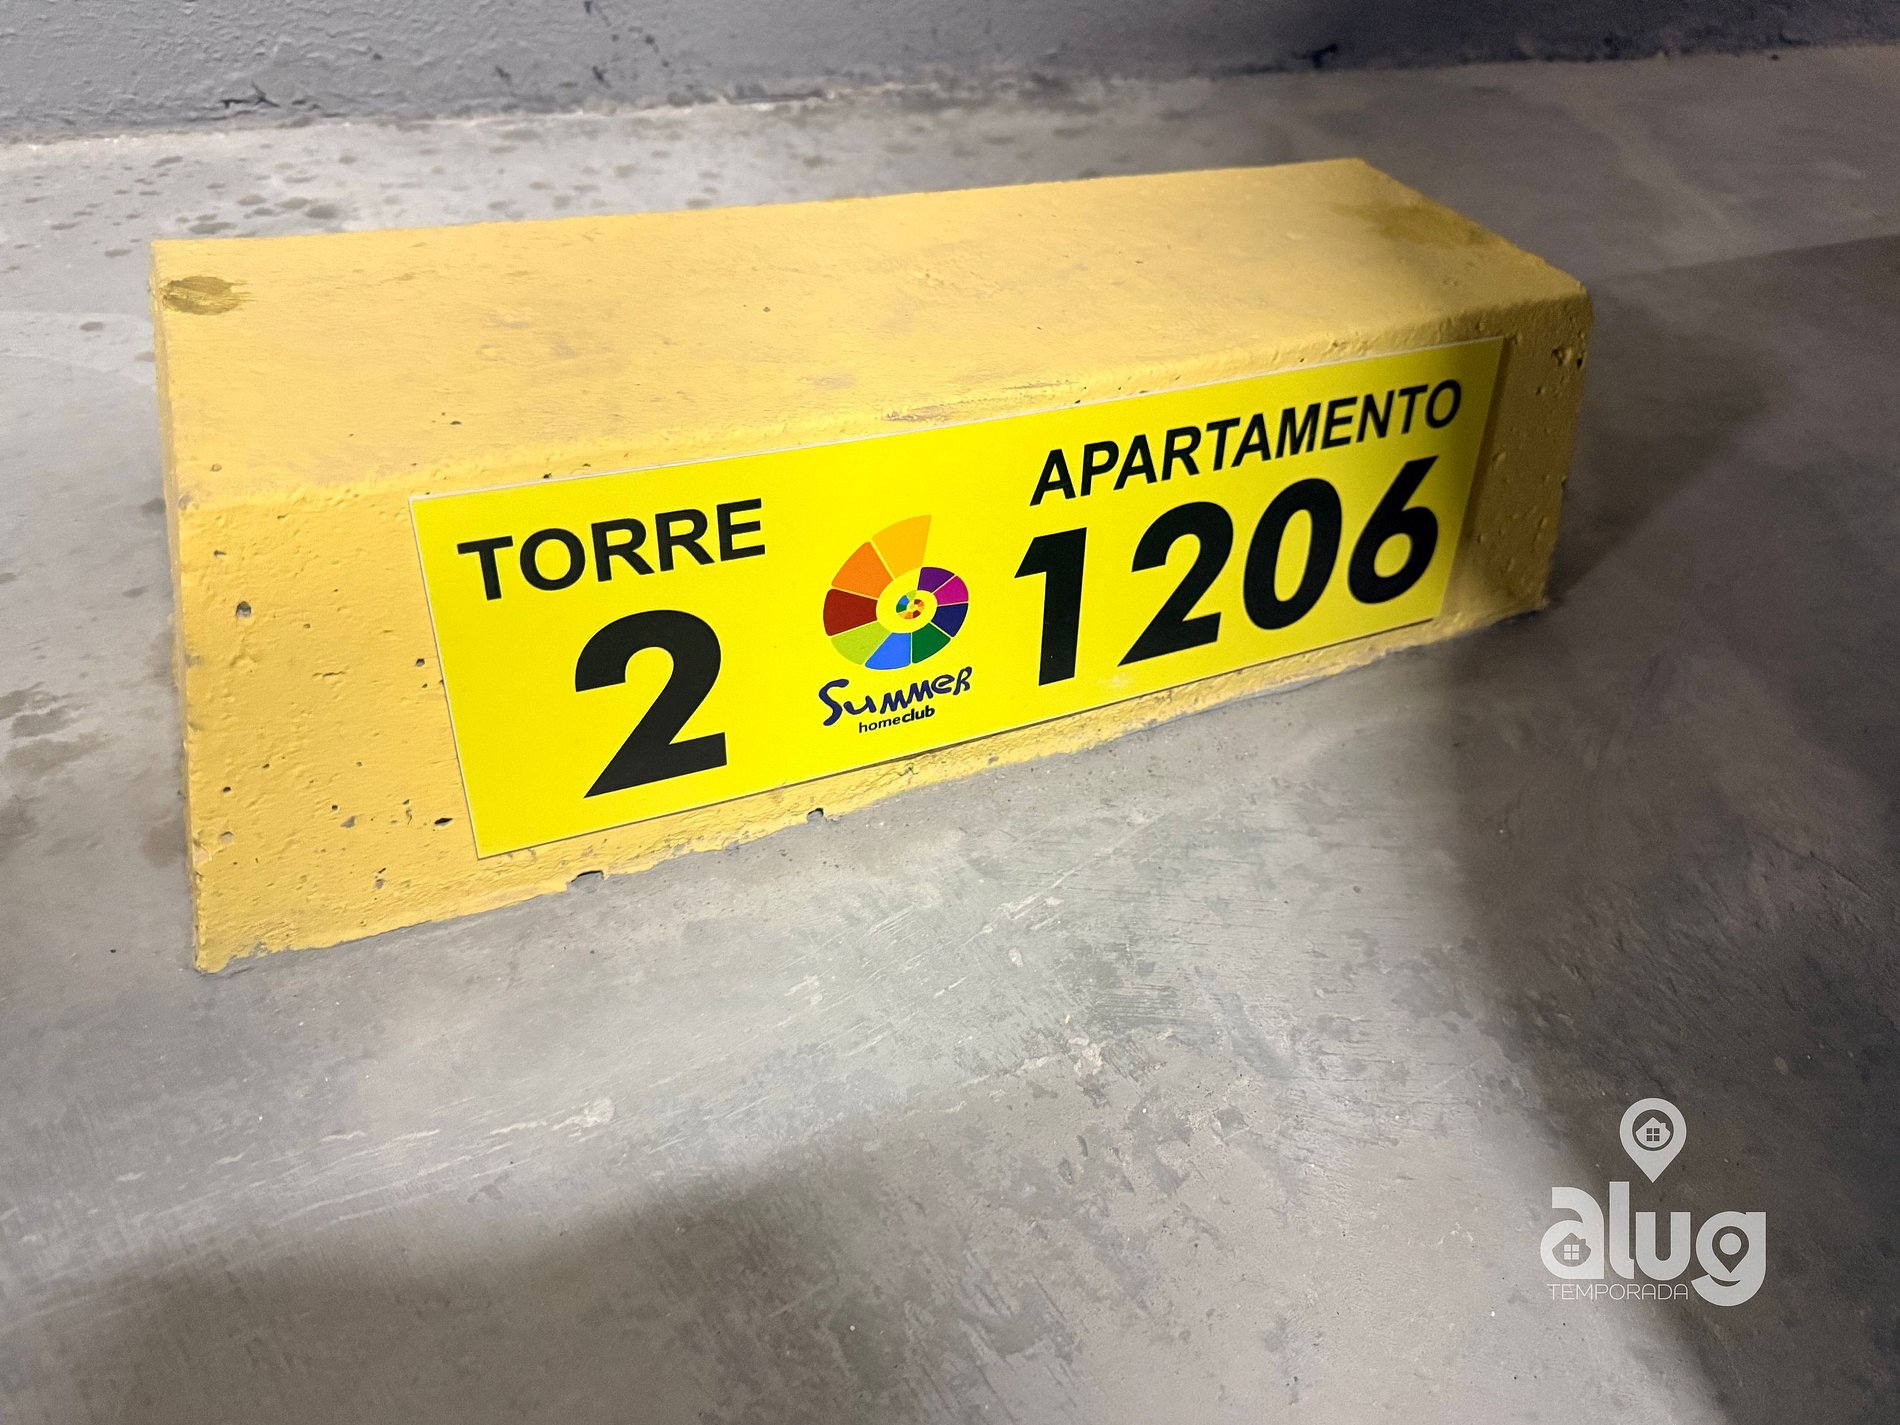 TORRE
2
Summer
homeclub
APARTAMENTO
1206
alug
TEMPORADA